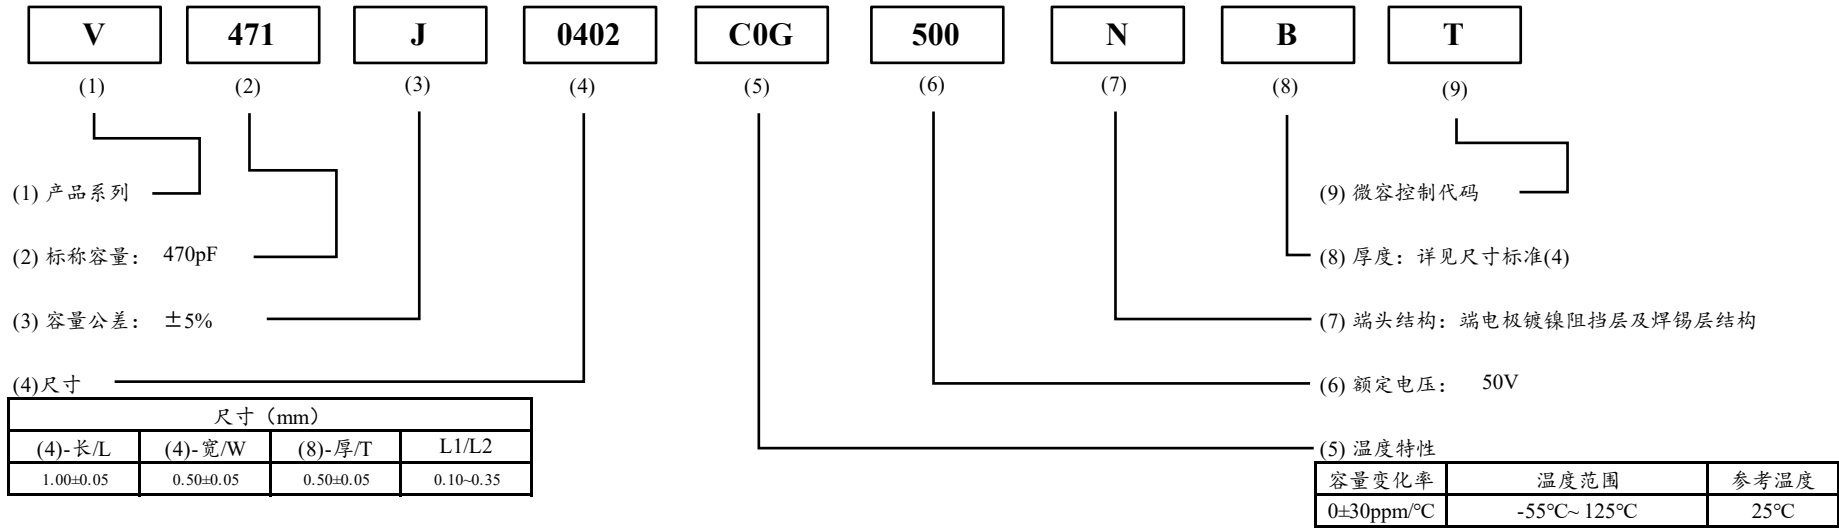 V 471 J 0402 C0G 500 N B T
(1) (2) (3) (4) (5) (6) (7) (8) (9)
(1) 产品系列
(9) 微容控制代码
(2) 标称容量： 470pF
(8) 厚度：详见尺寸标准(4)
(3) 容量公差： ±5%
(7) 端头结构：端电极镀镍阻挡层及焊锡层结构
(4)尺寸
(6) 额定电压： 50V
尺寸（mm）
(4)-长/L (4)-宽/W (8)-厚/T L1/L2
1.00±0.05 0.50±0.05 0.50±0.05 0.10~0.35
(5) 温度特性
容量变化率 温度范围 参考温度
0±30ppm/°C -55°C~ 125°C 25°C